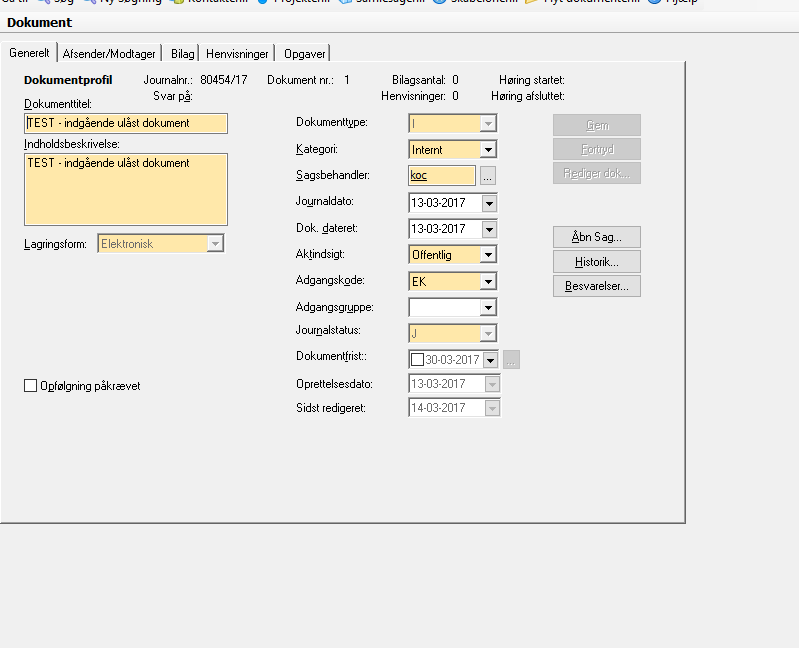 Gå til Søg Ny søgning Kontakter... Projekter... Samlesager... Skabeloner... Flyt dokumenter... Hjælp
Dokument
Generelt Afsender/Modtager Bilag Henvisninger Opgaver
Dokumentprofil Journalnr.: 80454/17 Dokument nr.: 1 Bilagsantal: 0 Høring startet:
Svar på: Henvisninger: 0 Høring afsluttet:
Dokumenttitel:
TEST - indgående ulåst dokument
Indholdsbeskrivelse:
TEST - indgående ulåst dokument
Lagringsform: Elektronisk
Opfølgning påkrævet
Dokumenttype: I
Kategori: Internt
Sagsbehandler: koc ...
Journaldato: 13-03-2017
Dok. dateret: 13-03-2017
Aktindsigt: Offentlig
Adgangskode: EK
Adgangsgruppe:
Journalstatus: J
Dokumentfrist:: 30-03-2017 ...
Oprettelsesdato: 13-03-2017
Sidst redigeret: 14-03-2017
Gem
Fortryd
Rediger dok...
Åbn Sag...
Historik...
Besvarelser...